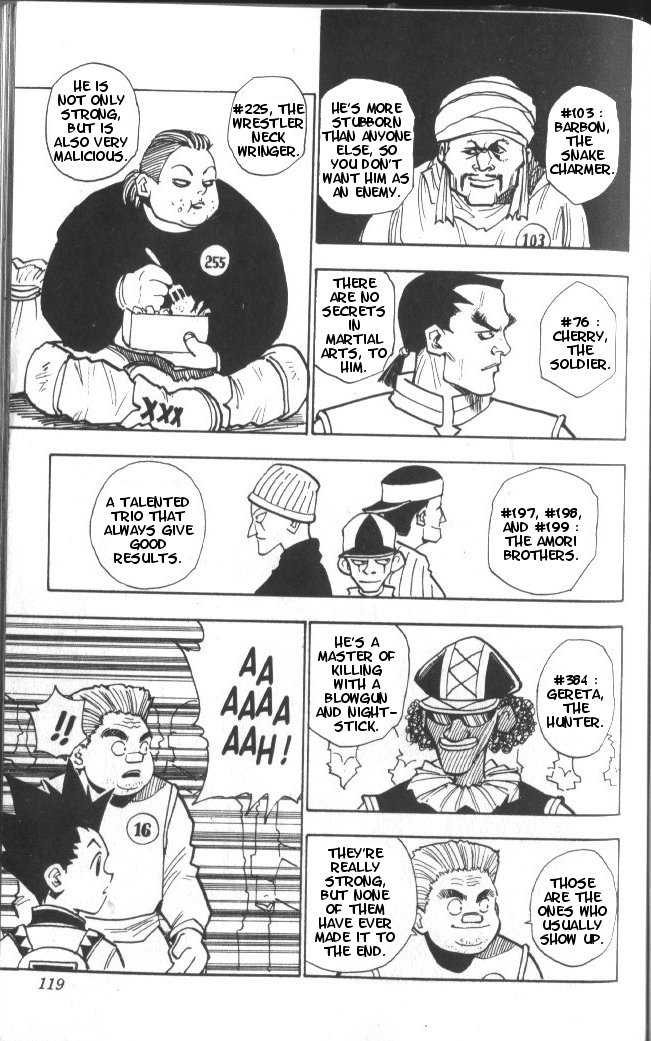 #103 :
BARBON,
THE
SNAKE
CHARMER.
HE'S MORE
STUBBORN
THAN ANYONE
ELSE, SO
YOU DON'T
WANT HIM AS
AN ENEMY.
103
#76 :
CHERRY,
THE
SOLDIER.
THERE
ARE NO
SECRETS
IN
MARTIAL
ARTS, TO
HIM.
#225, THE
WRESTLER
NECK
WRINGER.
HE IS
NOT ONLY
STRONG,
BUT IS
ALSO VERY
MALICIOUS.
255
XXX
#197, #198,
AND #199 :
THE AMORI
BROTHERS.
A TALENTED
TRIO THAT
ALWAYS GIVE
GOOD
RESULTS.
#384 :
GERETA,
THE
HUNTER.
HE'S A
MASTER OF
KILLING
WITH A
BLOWGUN
AND NIGHT-
STICK.
THOSE
ARE THE
ONES WHO
USUALLY
SHOW UP.
THEY'RE
REALLY
STRONG,
BUT NONE
OF THEM
HAVE EVER
MADE IT TO
THE END.
AA
AAAAA
AAH!
!!
16
119